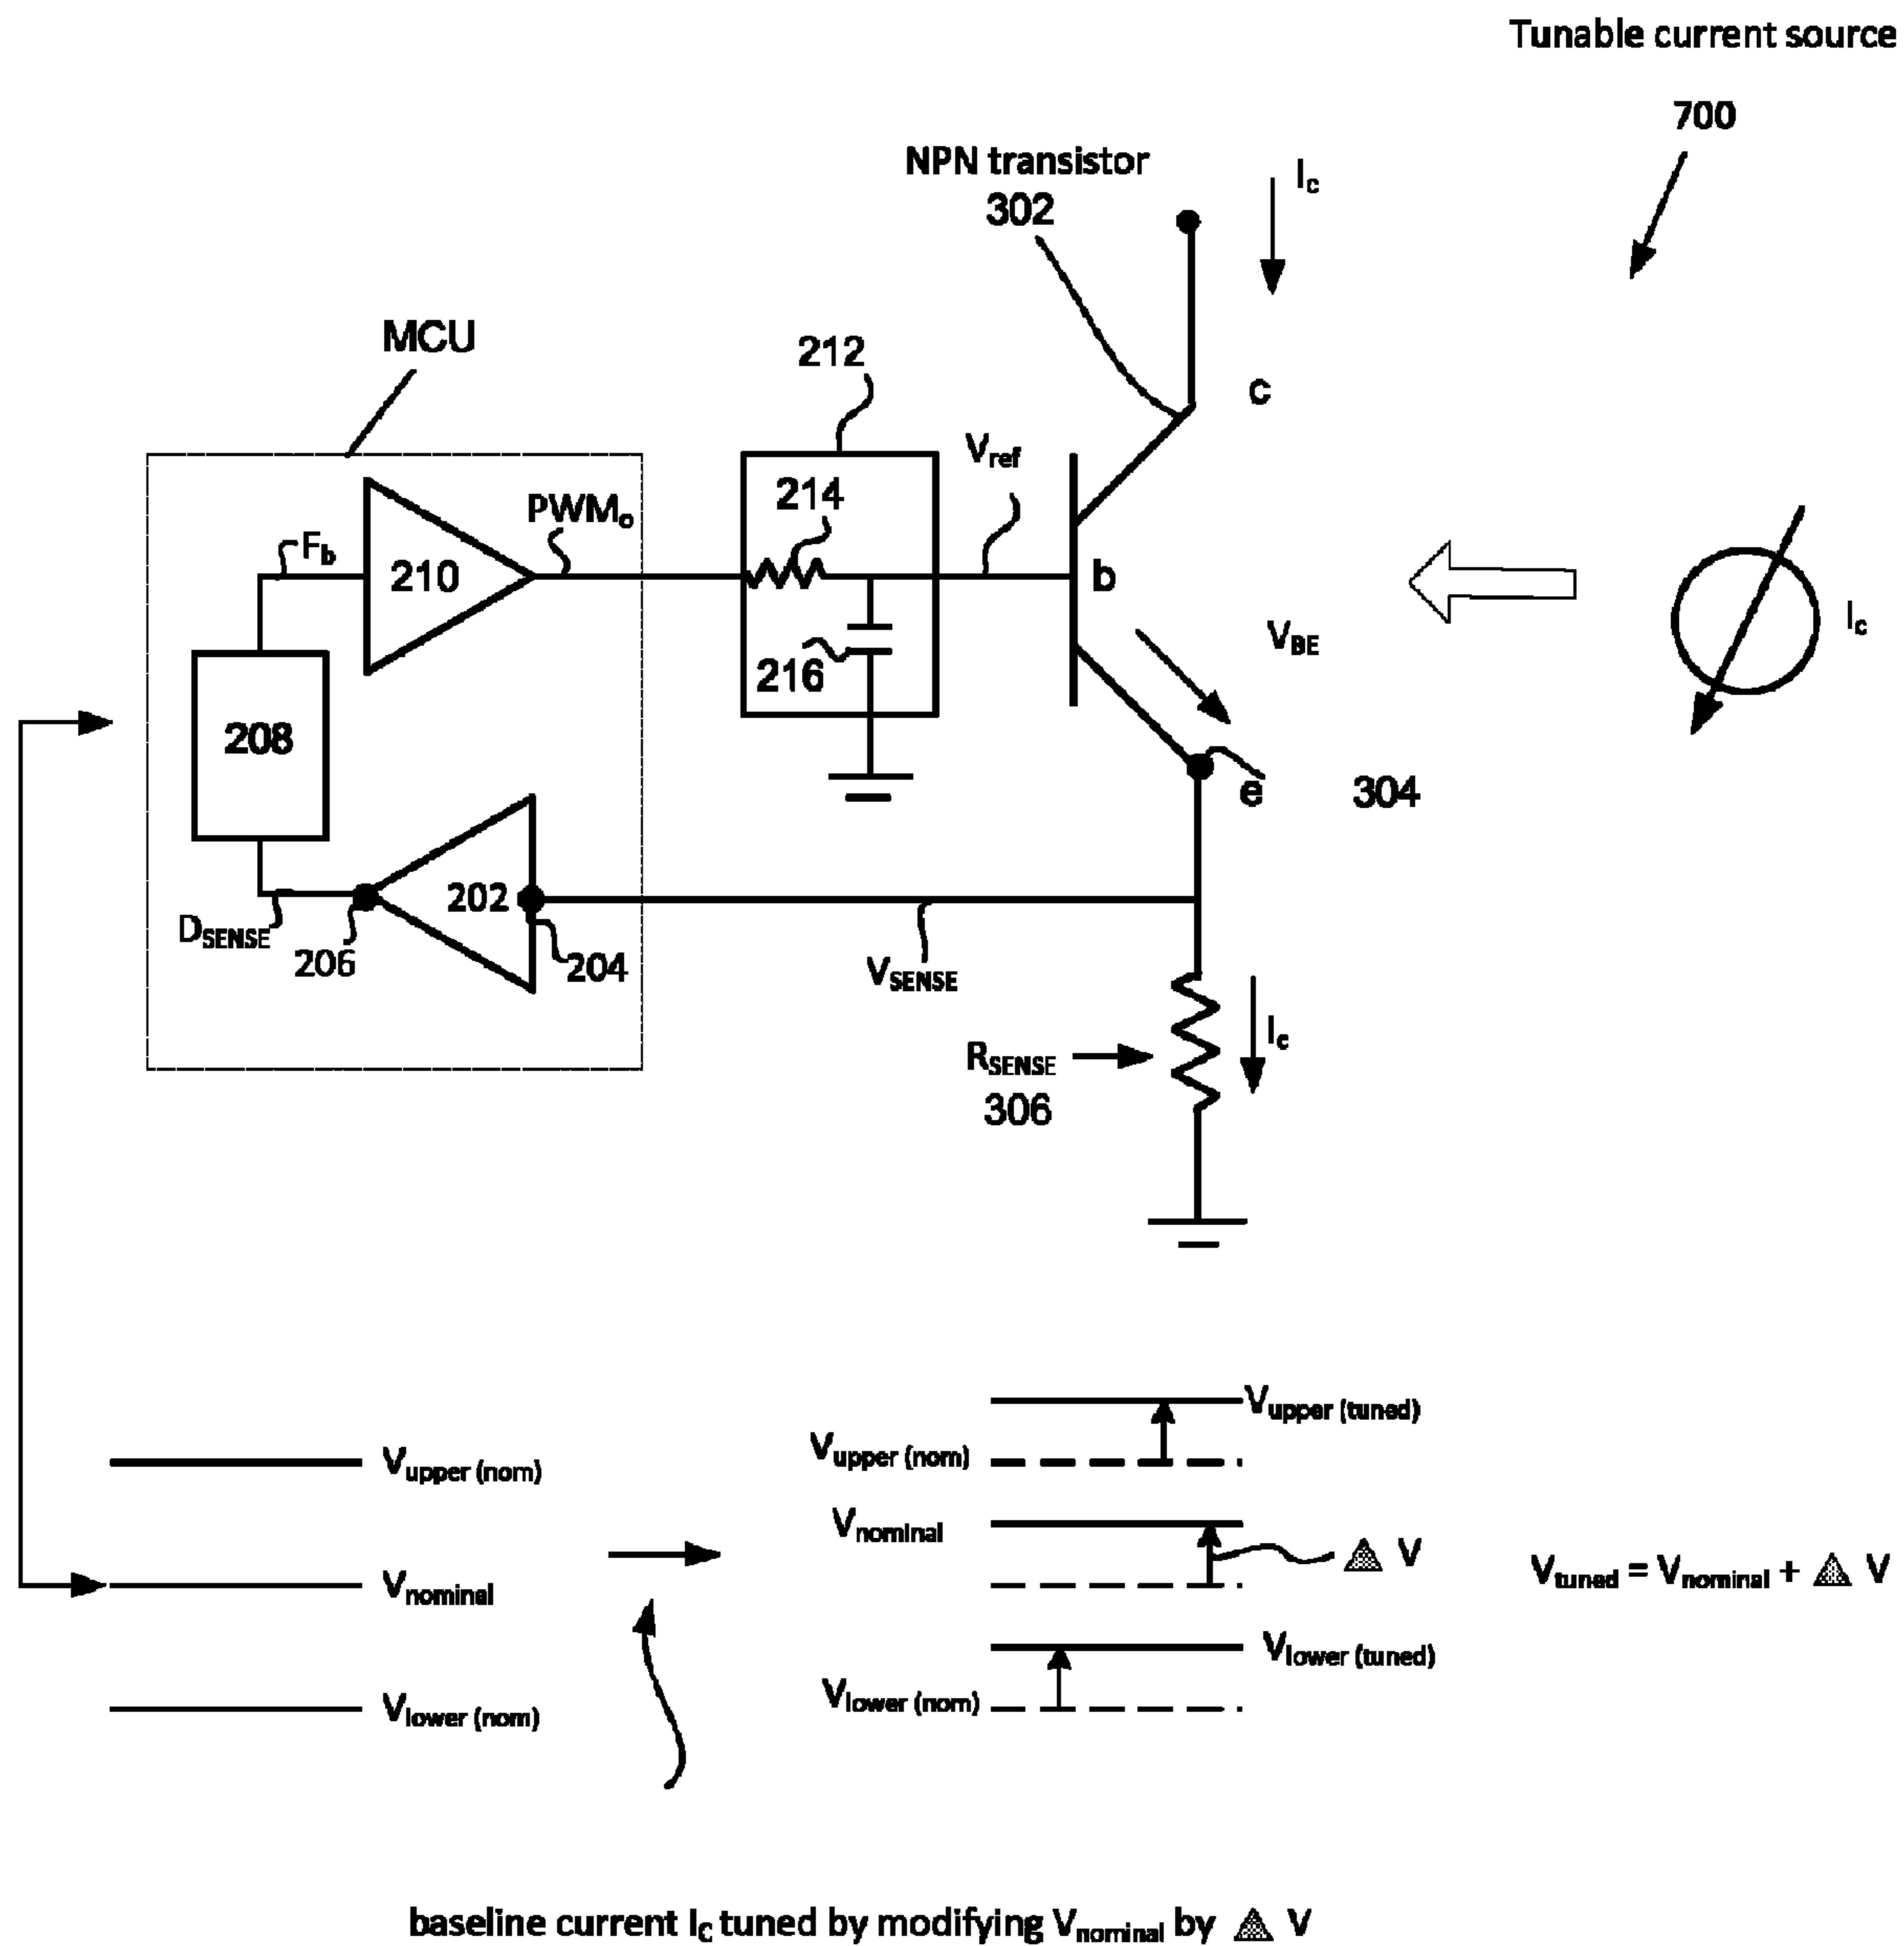 Tunable current source
700
NPN transistor
302
Ic
c
MCU
212
Vref
214
PWMo
Fb
210
b
VBE
Ic
216
208
e
304
202
DSENSE
206
204
VSENSE
Ic
RSENSE
306
Vupper (tuned)
Vupper (nom)
Vupper (nom)
Vnominal
△ V
Vtuned = Vnominal + △ V
Vnominal
Vlower (tuned)
Vlower (nom)
Vlower (nom)
baseline current IC tuned by modifying Vnominal by △ V